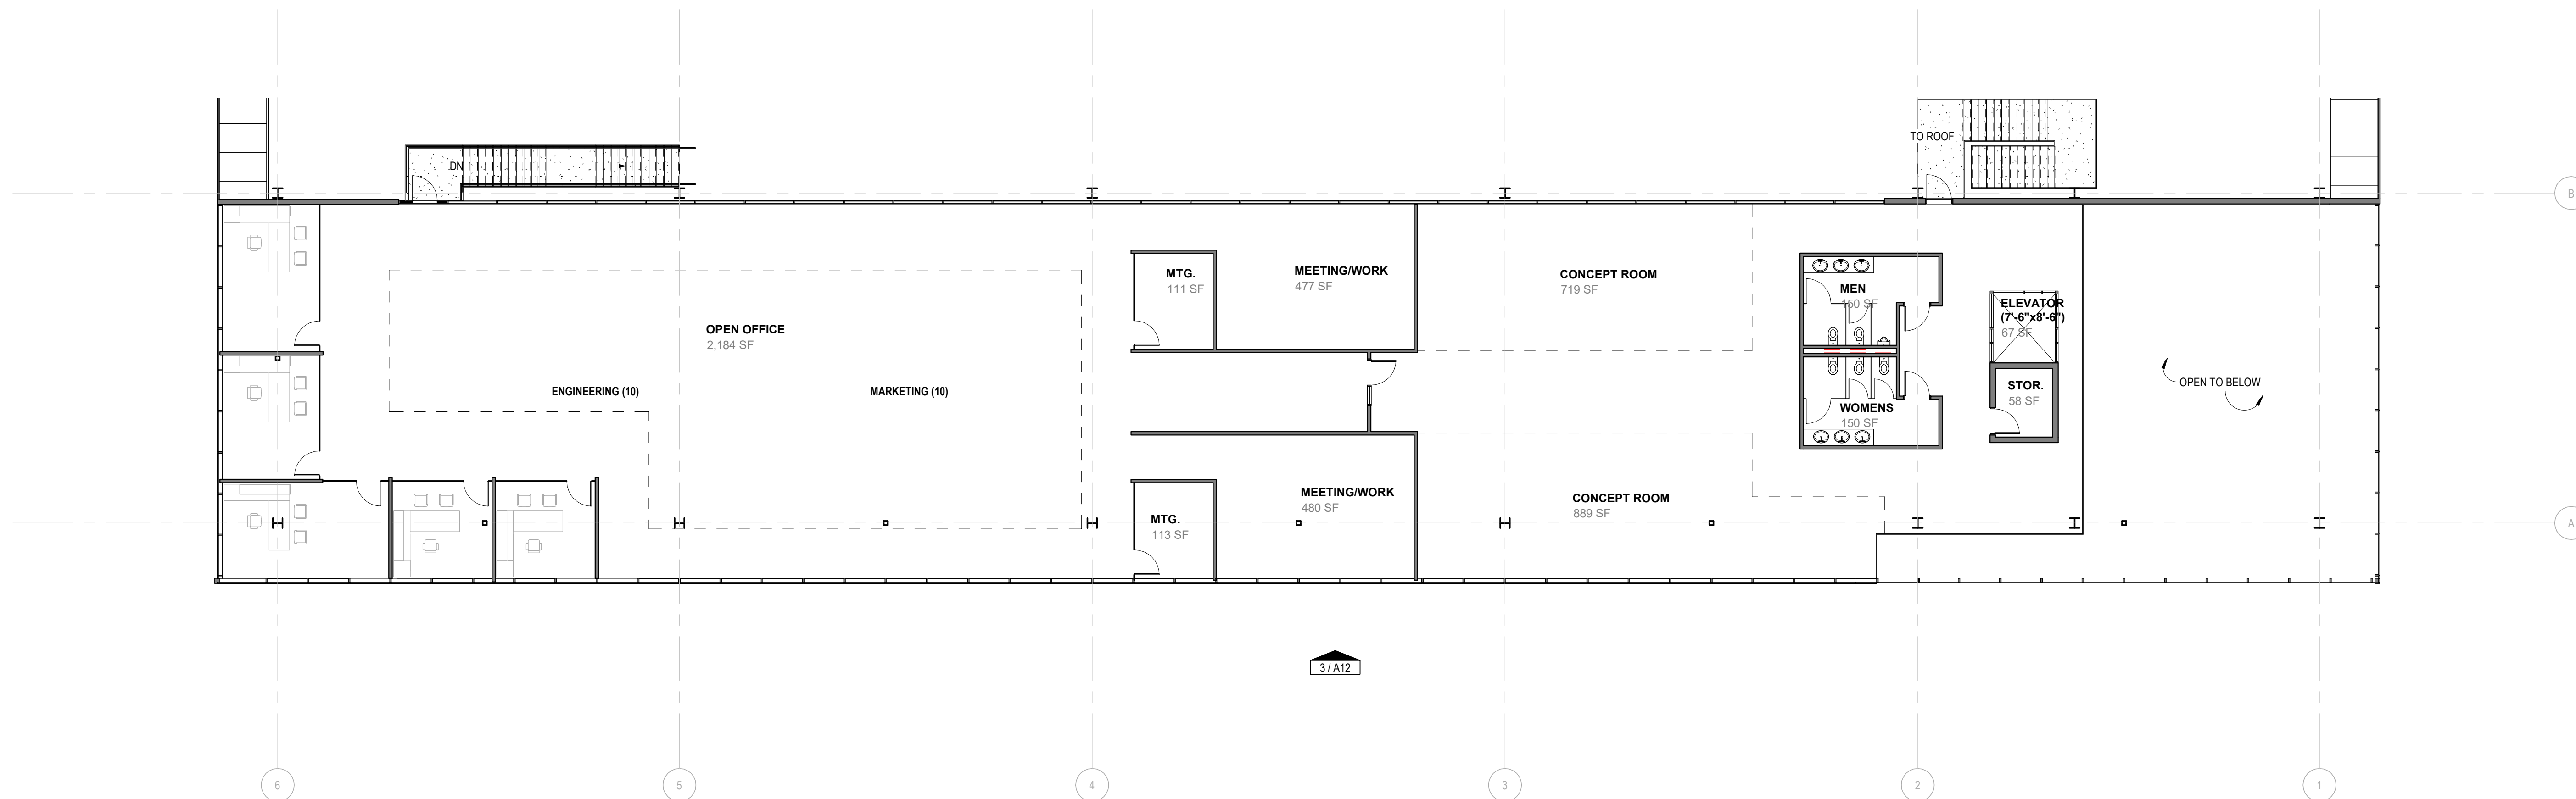 TO ROOF
DN
B
MTG.
111 SF
MEETING/WORK
477 SF
CONCEPT ROOM
719 SF
MEN
150 SF
ELEVATOR
(7'-6"x8'-6")
67 SF
OPEN OFFICE
2,184 SF
ENGINEERING (10)
MARKETING (10)
OPEN TO BELOW
STOR.
58 SF
WOMENS
150 SF
MEETING/WORK
480 SF
CONCEPT ROOM
889 SF
MTG.
113 SF
A
3 / A12
6
5
4
3
2
1